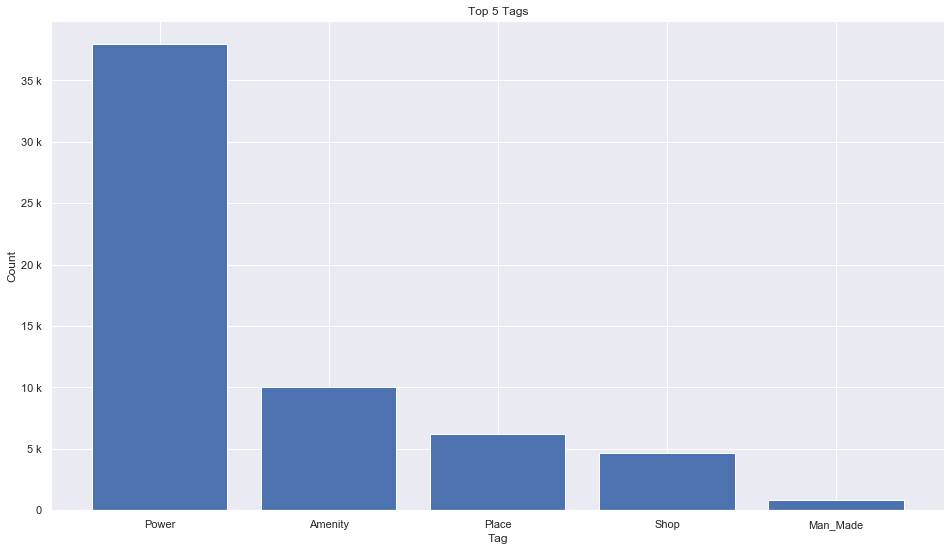 Top 5 Tags
Count
35 k
30 k
25 k
20 k
15 k
10 k
5 k
0
Power Amenity Place Shop Man_Made
Tag